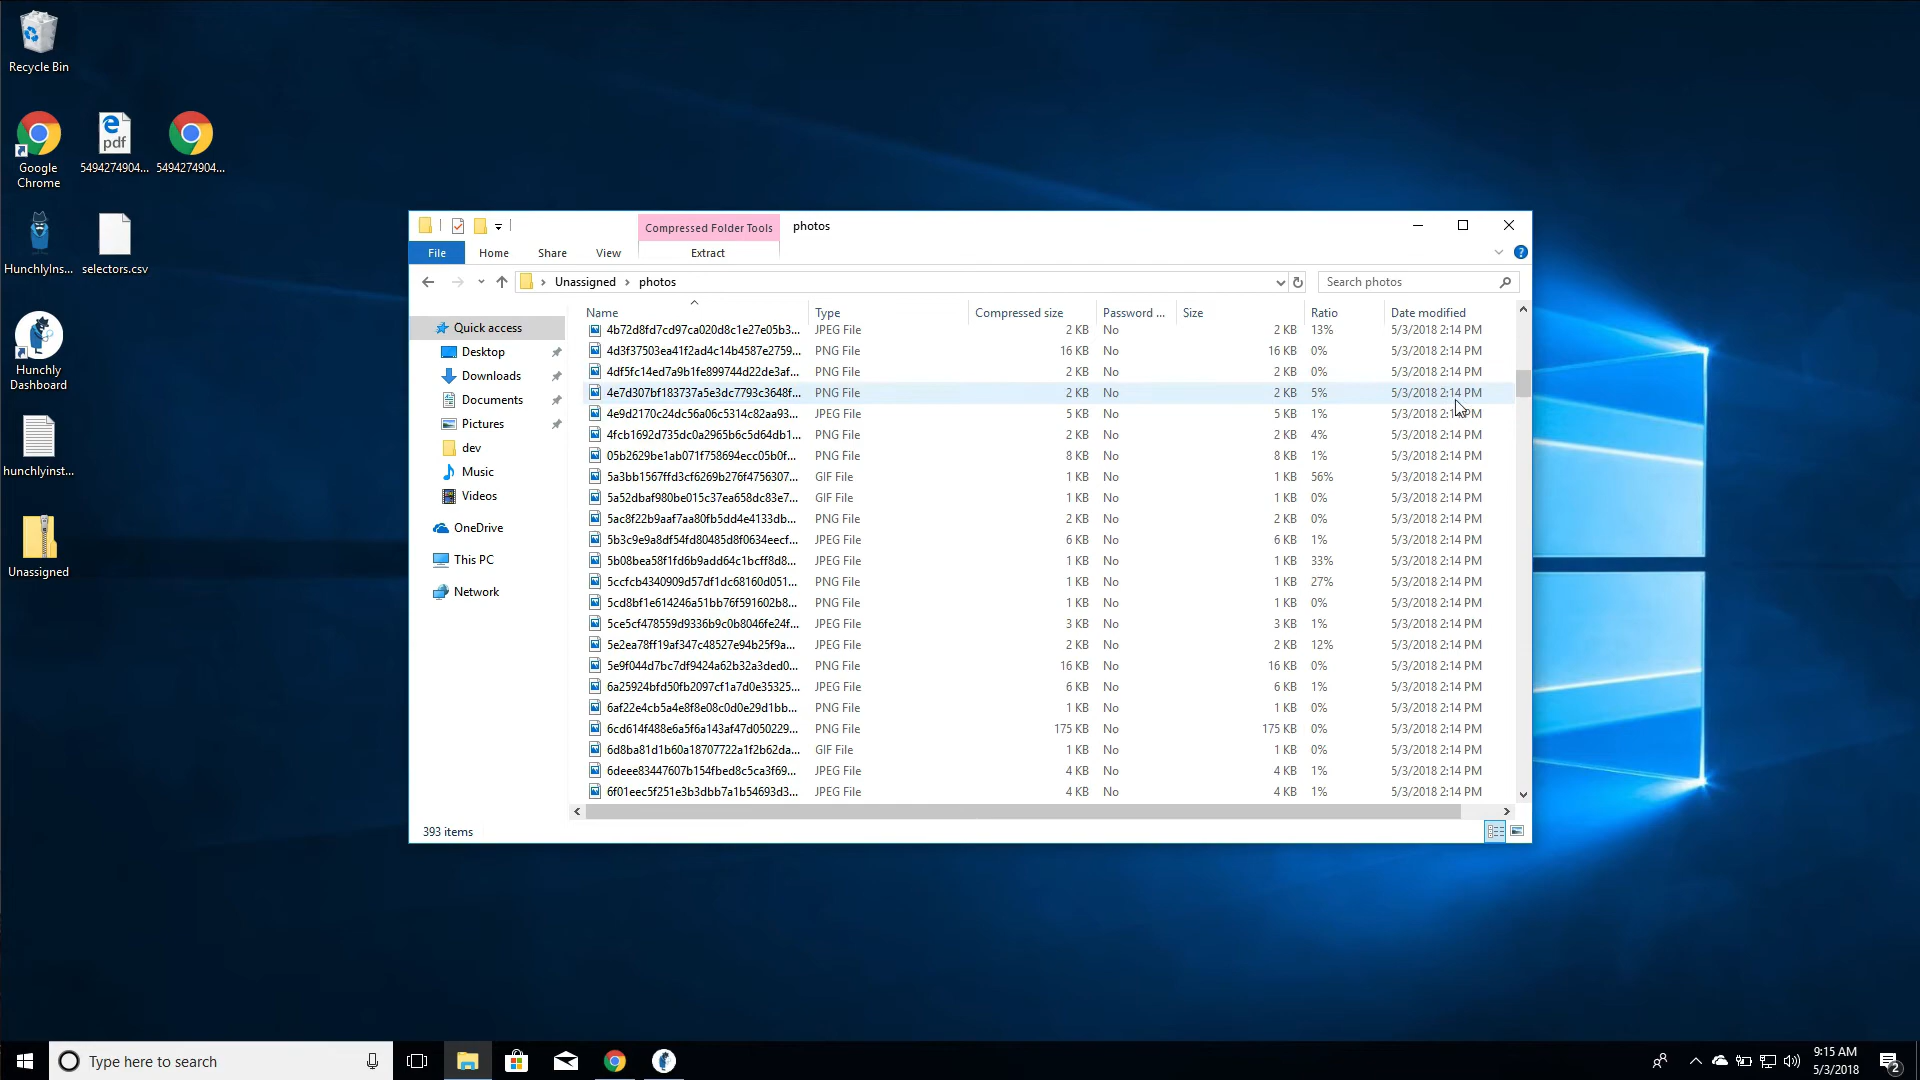 Recycle Bin
Google
Chrome
5494274904...
5494274904...
HunchlyIns...
selectors.csv
Hunchly
Dashboard
hunchlyinst...
Unassigned
Compressed Folder Tools
photos
File
Home
Share
View
Extract
Unassigned
photos
Search photos
Name
Type
Compressed size
Password ...
Size
Ratio
Date modified
Quick access
Desktop
Downloads
Documents
Pictures
dev
Music
Videos
OneDrive
This PC
Network
4b72d8fd7cd97ca020d8c1e27e05b3... JPEG File 2 KB No 2 KB 13% 5/3/2018 2:14 PM
4d3f37503ea41f2ad4c14b4587e2759... PNG File 16 KB No 16 KB 0% 5/3/2018 2:14 PM
4df5fc14ed7a9b1fe899744d22de3af... PNG File 2 KB No 2 KB 0% 5/3/2018 2:14 PM
4e7d307bf183737a5e3dc7793c3648f... PNG File 2 KB No 2 KB 5% 5/3/2018 2:14 PM
4e9d2170c24dc56a06c5314c82aa93... JPEG File 5 KB No 5 KB 1% 5/3/2018 2:14 PM
4fcb1692d735dc0a2965b6c5d64db1... PNG File 2 KB No 2 KB 4% 5/3/2018 2:14 PM
05b2629be1ab071f758694ecc05b0f... PNG File 8 KB No 8 KB 1% 5/3/2018 2:14 PM
5a3bb1567ffd3cf6269b276f4756307... GIF File 1 KB No 1 KB 56% 5/3/2018 2:14 PM
5a52dbaf980be015c37ea658dc83e7... GIF File 1 KB No 1 KB 0% 5/3/2018 2:14 PM
5ac8f22b9aaf7aa80fb5dd4e4133db... PNG File 2 KB No 2 KB 0% 5/3/2018 2:14 PM
5b3c9e9a8df54fd80485d8f0634eecf... JPEG File 6 KB No 6 KB 1% 5/3/2018 2:14 PM
5b08bea58f1fd6b9add64c1bcff8d8... JPEG File 1 KB No 1 KB 33% 5/3/2018 2:14 PM
5ccfcb4340909d57df1dc68160d051... PNG File 1 KB No 1 KB 27% 5/3/2018 2:14 PM
5cd8bf1e614246a51bb76f591602b8... PNG File 1 KB No 1 KB 0% 5/3/2018 2:14 PM
5ce5cf478559d9336b9c0b8046fe24f... JPEG File 3 KB No 3 KB 1% 5/3/2018 2:14 PM
5e2ea78ff19af347c48527e94b25f9a... JPEG File 2 KB No 2 KB 12% 5/3/2018 2:14 PM
5e9f044d7bc7df9424a62b32a3ded0... PNG File 16 KB No 16 KB 0% 5/3/2018 2:14 PM
6a25924bfd50fb2097cf1a7d0e35325... JPEG File 6 KB No 6 KB 1% 5/3/2018 2:14 PM
6af22e4cb5a4e8f8e08c0d0e29d1bb... PNG File 1 KB No 1 KB 0% 5/3/2018 2:14 PM
6cd614f488e6a5f6a143af47d050229... PNG File 175 KB No 175 KB 0% 5/3/2018 2:14 PM
6d8ba81d1b60a18707722a1f2b62da... GIF File 1 KB No 1 KB 0% 5/3/2018 2:14 PM
6deee83447607b154fbed8c5ca3f69... JPEG File 4 KB No 4 KB 1% 5/3/2018 2:14 PM
6f01eec5f251e3b3dbb7a1b54693d3... JPEG File 4 KB No 4 KB 1% 5/3/2018 2:14 PM
393 items
Type here to search
9:15 AM
5/3/2018
2